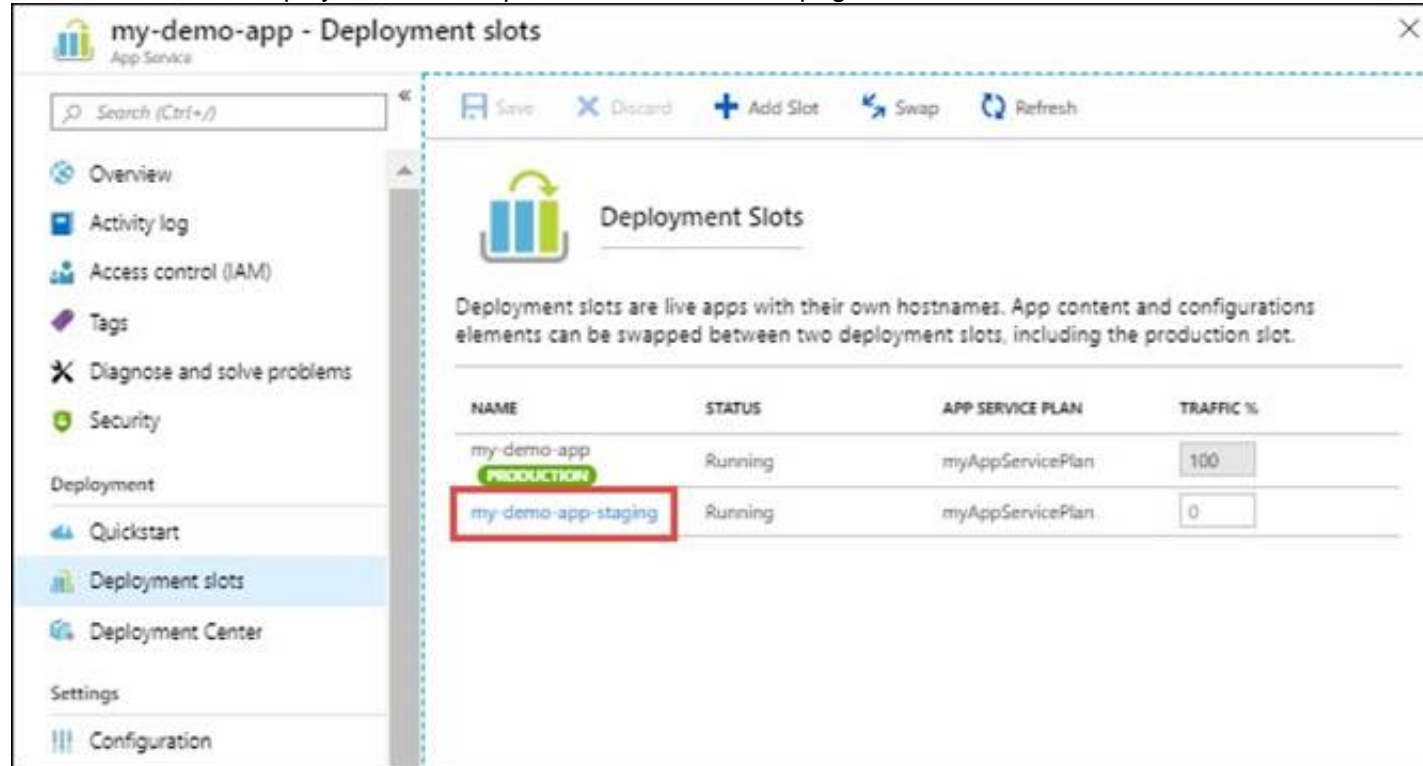 my-demo-app - Deployment slots
App Service
Search (Ctrl+/)
Overview
Activity log
Access control (IAM)
Tags
Diagnose and solve problems
Security
Deployment
Quickstart
Deployment slots
Deployment Center
Settings
Configuration
Save Discard Add Slot Swap Refresh
Deployment Slots
Deployment slots are live apps with their own hostnames. App content and configurations
elements can be swapped between two deployment slots, including the production slot.
NAME STATUS APP SERVICE PLAN TRAFFIC %
my-demo-app Running myAppServicePlan 100
PRODUCTION
my-demo-app-staging Running myAppServicePlan 0